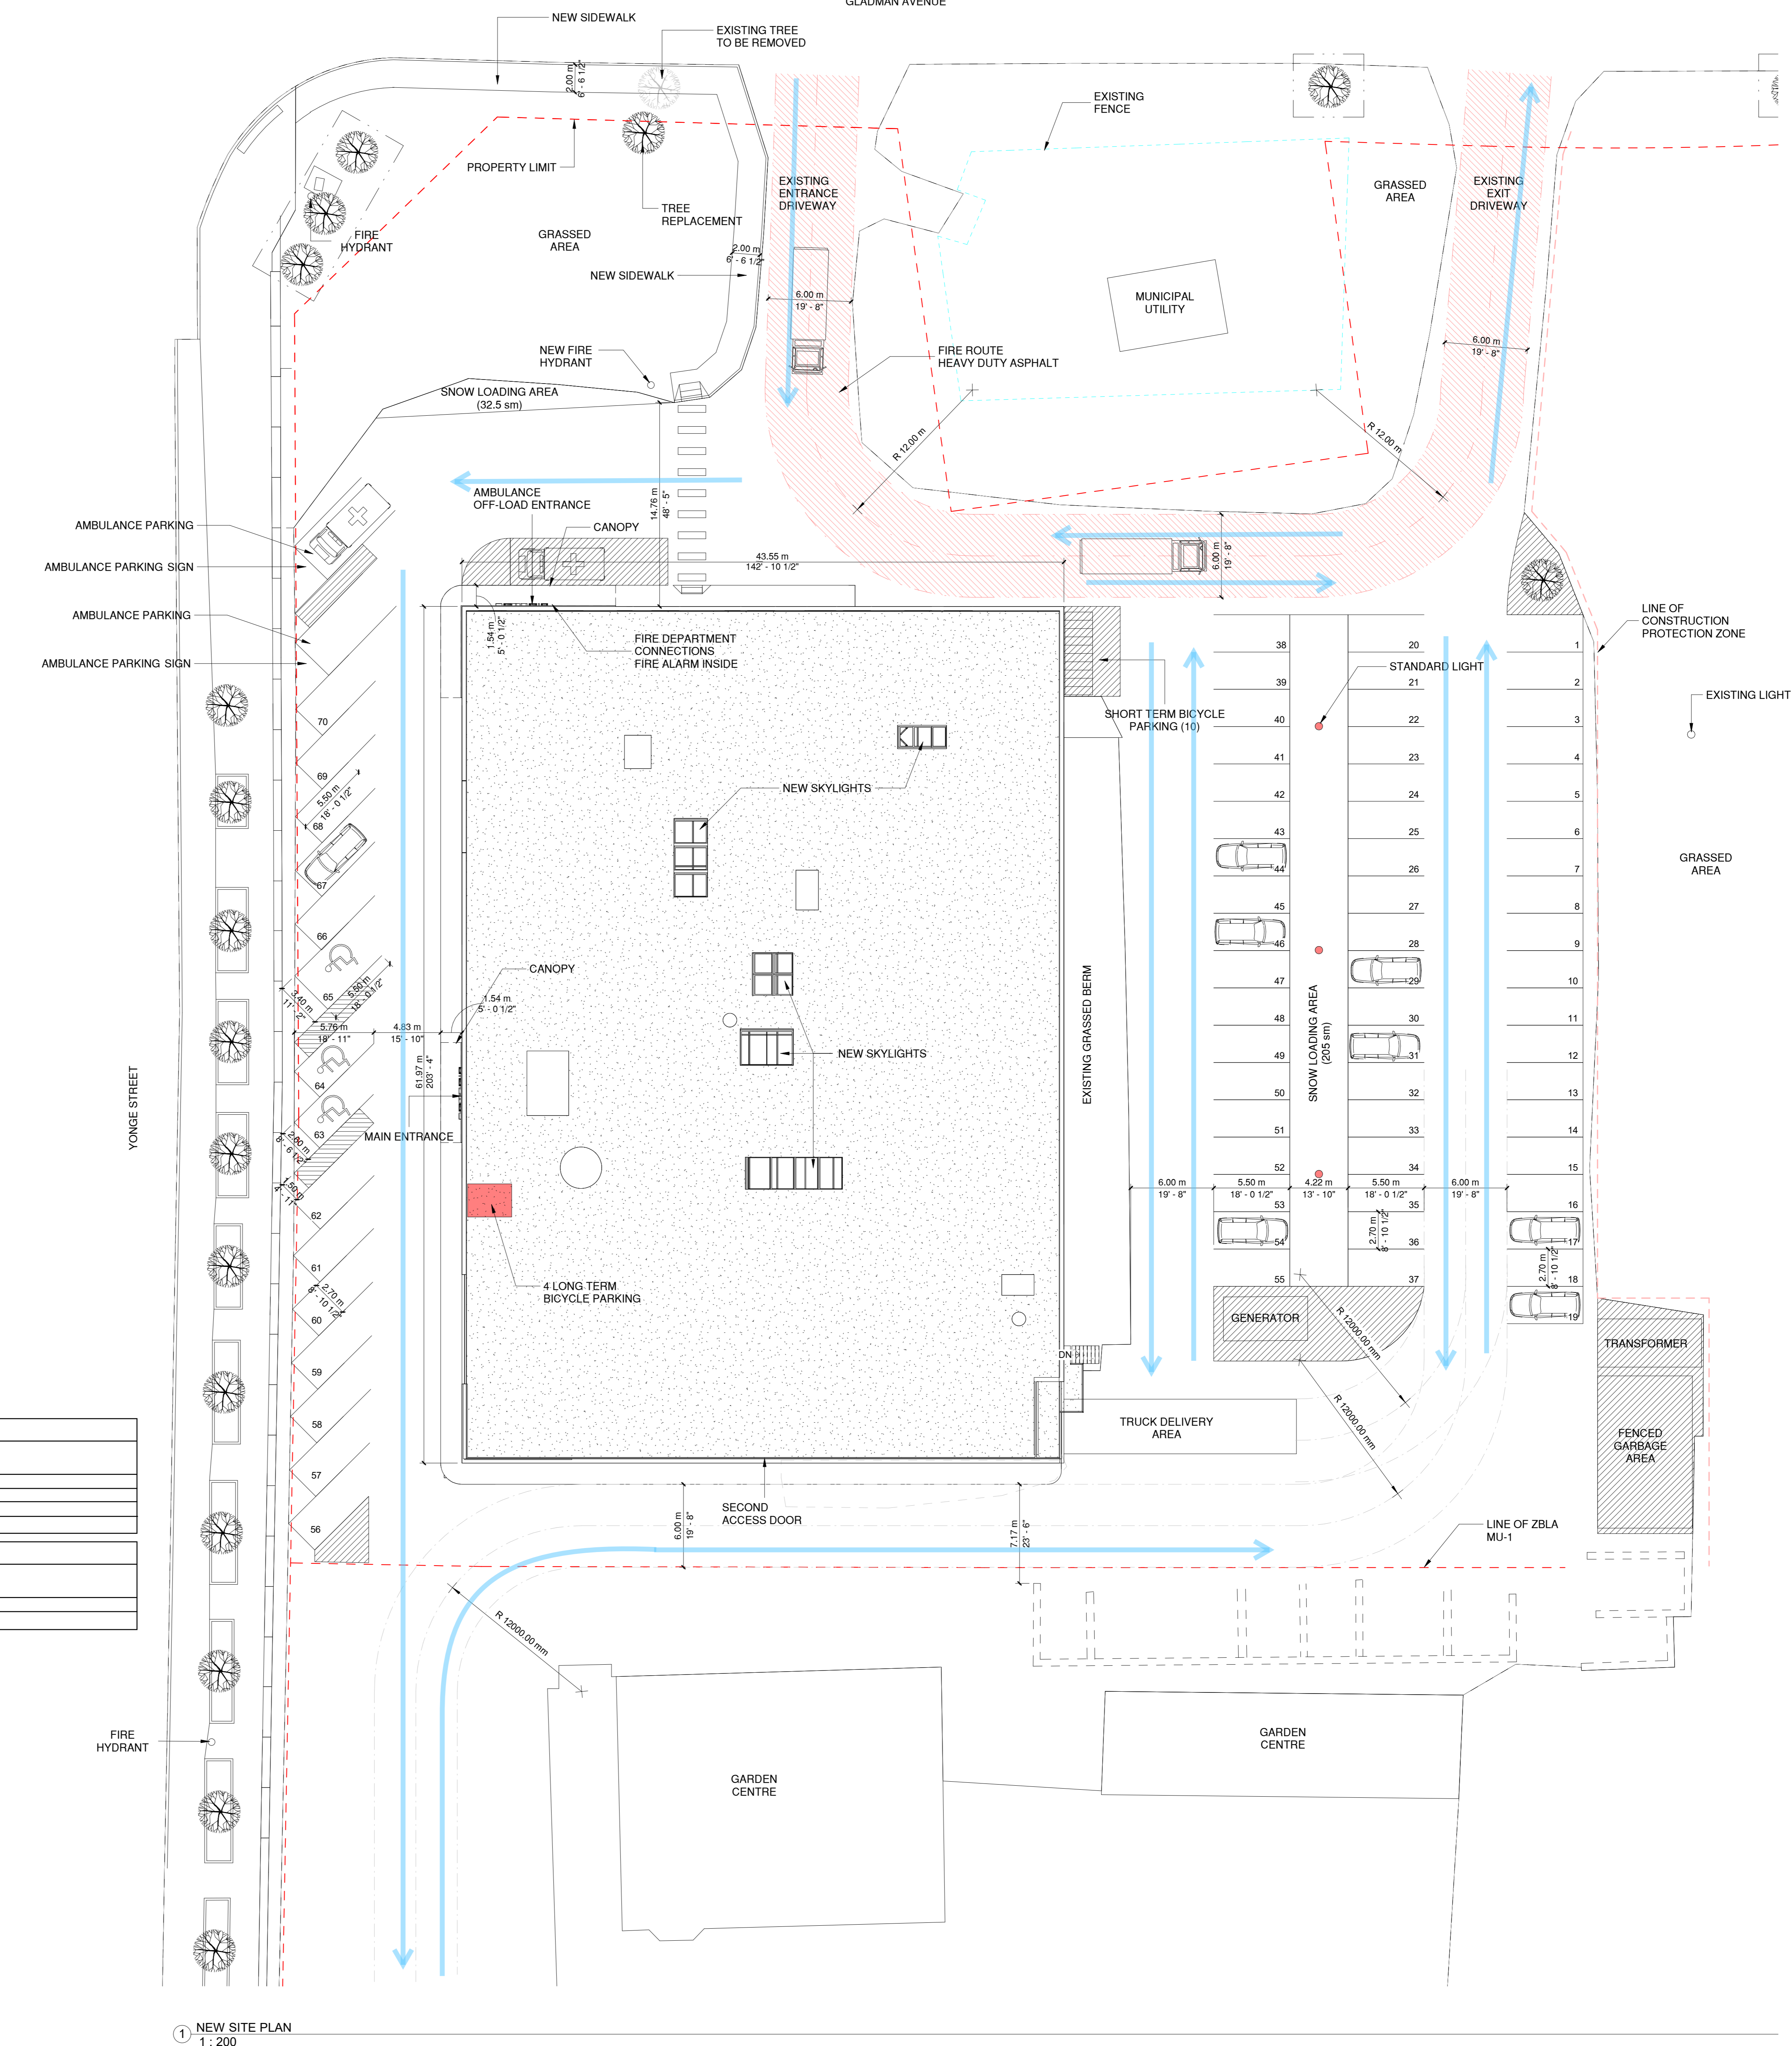 GLADMAN AVENUE
NEW SIDEWALK
EXISTING TREE
TO BE REMOVED
2.00 m
6' - 6 1/2"
EXISTING
FENCE
PROPERTY LIMIT
EXISTING
ENTRANCE
DRIVEWAY
GRASSED
AREA
EXISTING
EXIT
DRIVEWAY
TREE
REPLACEMENT
FIRE
HYDRANT
GRASSED
AREA
2.00 m
6' - 6 1/2"
NEW SIDEWALK
6.00 m
19' - 8"
MUNICIPAL
UTILITY
NEW FIRE
HYDRANT
FIRE ROUTE
HEAVY DUTY ASPHALT
6.00 m
19' - 8"
SNOW LOADING AREA
(32.5 sm)
R 12.00 m
R 12.00 m
AMBULANCE
OFF-LOAD ENTRANCE
14.76 m
48' - 5"
AMBULANCE PARKING
CANOPY
43.55 m
142' - 10 1/2"
6.00 m
19' - 8"
AMBULANCE PARKING SIGN
AMBULANCE PARKING
AMBULANCE PARKING SIGN
1.54 m
5' - 0 1/2"
FIRE DEPARTMENT
CONNECTIONS
FIRE ALARM INSIDE
LINE OF
CONSTRUCTION
PROTECTION ZONE
STANDARD LIGHT
EXISTING LIGHT
SHORT TERM BICYCLE
PARKING (10)
38
39
40
41
42
43
44
45
46
47
48
49
50
51
52
53
54
55
20
21
22
23
24
25
26
27
28
29
30
31
32
33
34
35
36
37
1
2
3
4
5
6
7
8
9
10
11
12
13
14
15
16
17
18
19
70
69
5.50 m
18' - 0 1/2"
68
67
66
65
3.40 m
11' - 2"
5.50 m
18' - 0 1/2"
5.76 m
18' - 11"
4.83 m
15' - 10"
64
63
2.60 m
8' - 6 1/2"
1.50 m
4' - 11"
62
61
2.70 m
8' - 10 1/2"
60
59
58
57
56
NEW SKYLIGHTS
CANOPY
1.54 m
5' - 0 1/2"
61.97 m
203' - 4"
NEW SKYLIGHTS
MAIN ENTRANCE
YONGE STREET
EXISTING GRASSED BERM
SNOW LOADING AREA
(205 sm)
GRASSED
AREA
6.00 m
19' - 8"
5.50 m
18' - 0 1/2"
4.22 m
13' - 10"
5.50 m
18' - 0 1/2"
6.00 m
19' - 8"
2.70 m
8' - 10 1/2"
2.70 m
8' - 10 1/2"
4 LONG TERM
BICYCLE PARKING
GENERATOR
R 12000.00 mm
DN
TRANSFORMER
TRUCK DELIVERY
AREA
R 12000.00 mm
FENCED
GARBAGE
AREA
SECOND
ACCESS DOOR
6.00 m
19' - 8"
7.17 m
23' - 6"
LINE OF ZBLA
MU-1
R 12000.00 mm
FIRE
HYDRANT
GARDEN
CENTRE
GARDEN
CENTRE
1 NEW SITE PLAN
1 : 200